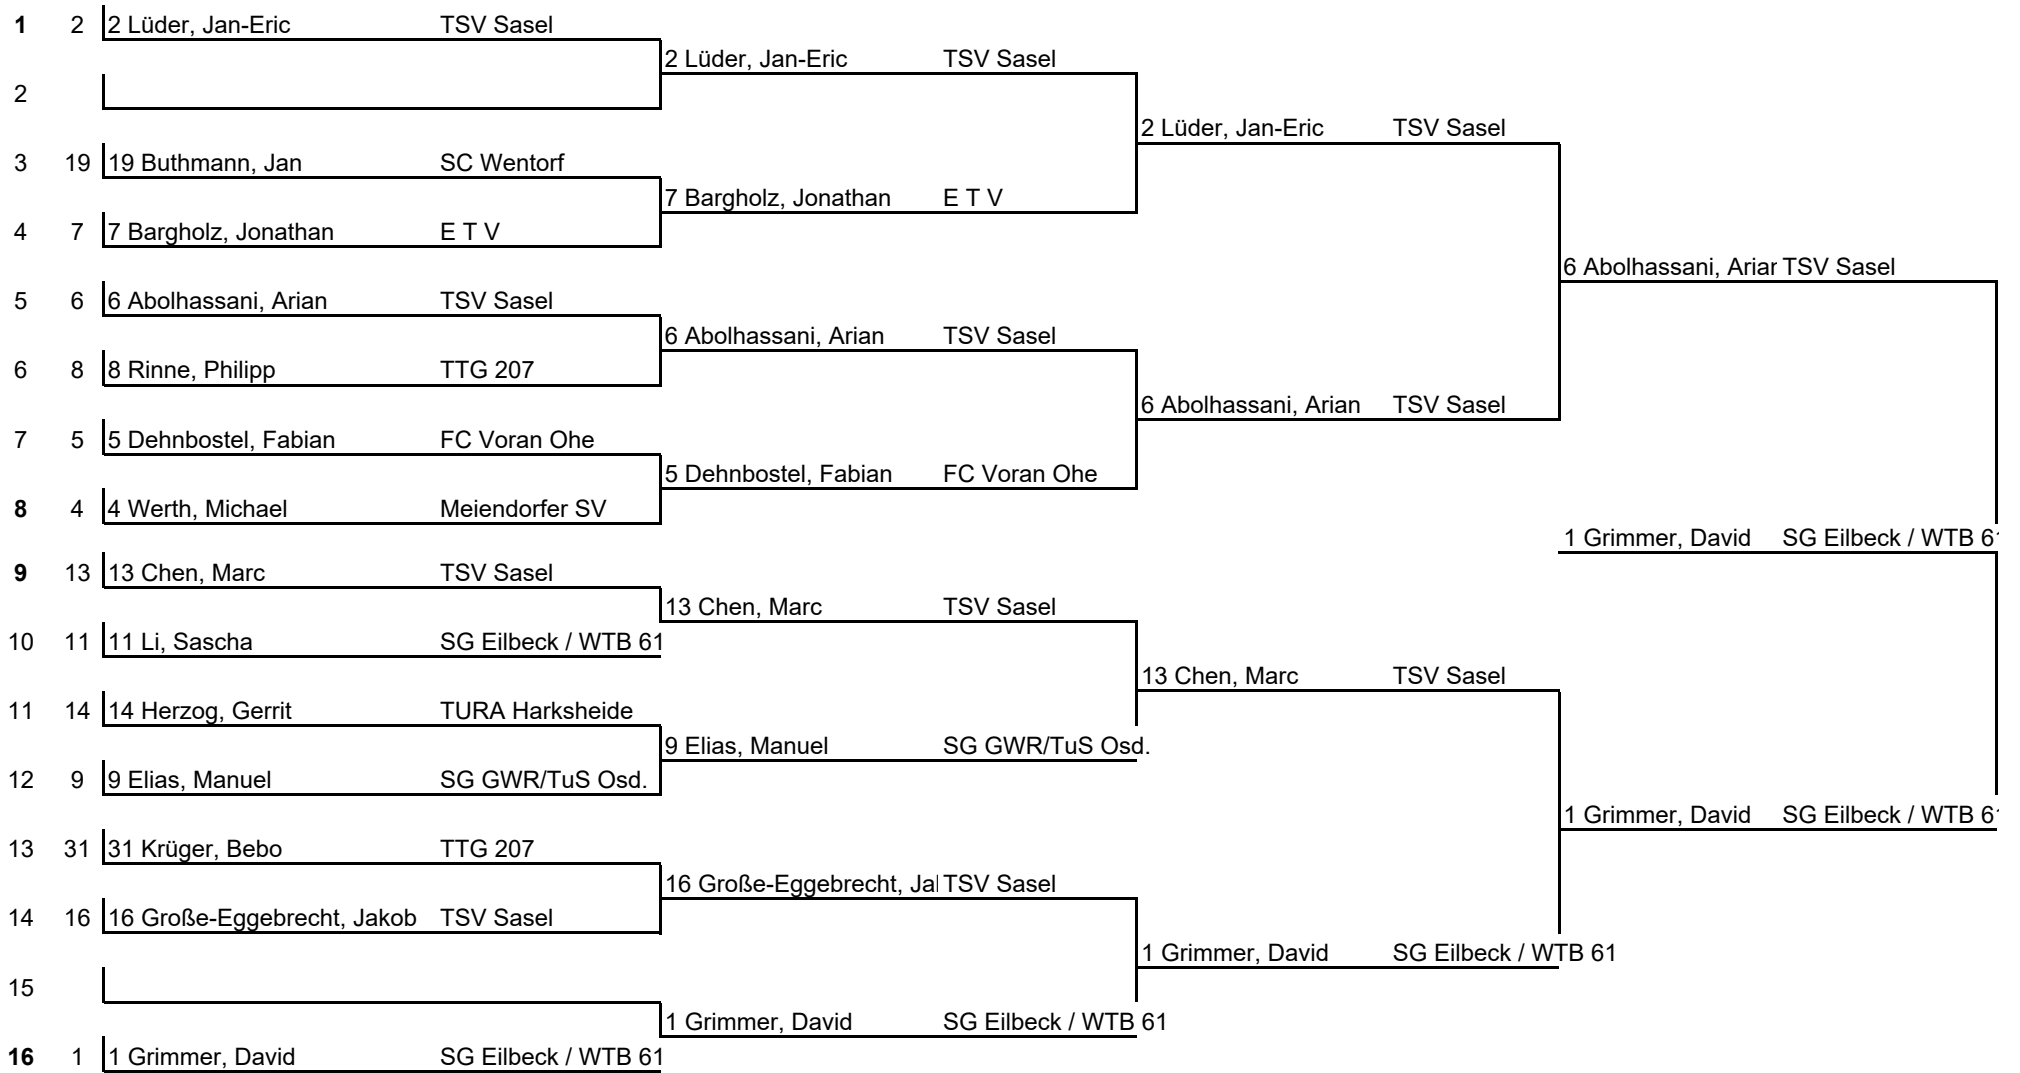 1 2 2 Lüder, Jan-Eric TSV Sasel
2 Lüder, Jan-Eric TSV Sasel
2
2 Lüder, Jan-Eric TSV Sasel
3 19 19 Buthmann, Jan SC Wentorf
7 Bargholz, Jonathan E T V
4 7 7 Bargholz, Jonathan E T V
6 Abolhassani, Arian TSV Sasel
5 6 6 Abolhassani, Arian TSV Sasel
6 Abolhassani, Arian TSV Sasel
6 8 8 Rinne, Philipp TTG 207
6 Abolhassani, Arian TSV Sasel
7 5 5 Dehnbostel, Fabian FC Voran Ohe
5 Dehnbostel, Fabian FC Voran Ohe
8 4 4 Werth, Michael Meiendorfer SV
1 Grimmer, David SG Eilbeck / WTB 61
9 13 13 Chen, Marc TSV Sasel
13 Chen, Marc TSV Sasel
10 11 11 Li, Sascha SG Eilbeck / WTB 61
13 Chen, Marc TSV Sasel
11 14 14 Herzog, Gerrit TURA Harksheide
9 Elias, Manuel SG GWR/TuS Osd.
12 9 9 Elias, Manuel SG GWR/TuS Osd.
1 Grimmer, David SG Eilbeck / WTB 61
13 31 31 Krüger, Bebo TTG 207
16 Große-Eggebrecht, Jal TSV Sasel
14 16 16 Große-Eggebrecht, Jakob TSV Sasel
1 Grimmer, David SG Eilbeck / WTB 61
15
1 Grimmer, David SG Eilbeck / WTB 61
16 1 1 Grimmer, David SG Eilbeck / WTB 61